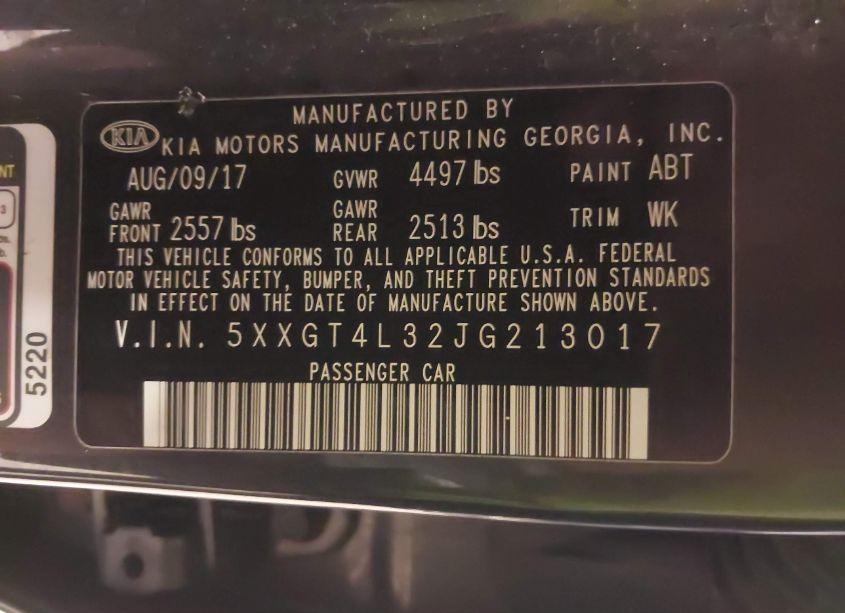 MANUFACTURED BY
KIA KIA MOTORS MANUFACTURING GEORGIA, INC.
AUG/09/17 GVWR 4497 lbs PAINT ABT
GAWR FRONT 2557 lbs GAWR REAR 2513 lbs TRIM WK
THIS VEHICLE CONFORMS TO ALL APPLICABLE U.S.A. FEDERAL
MOTOR VEHICLE SAFETY, BUMPER, AND THEFT PREVENTION STANDARDS
IN EFFECT ON THE DATE OF MANUFACTURE SHOWN ABOVE.
V.I.N. 5XXGT4L32JG213017
PASSENGER CAR
5220